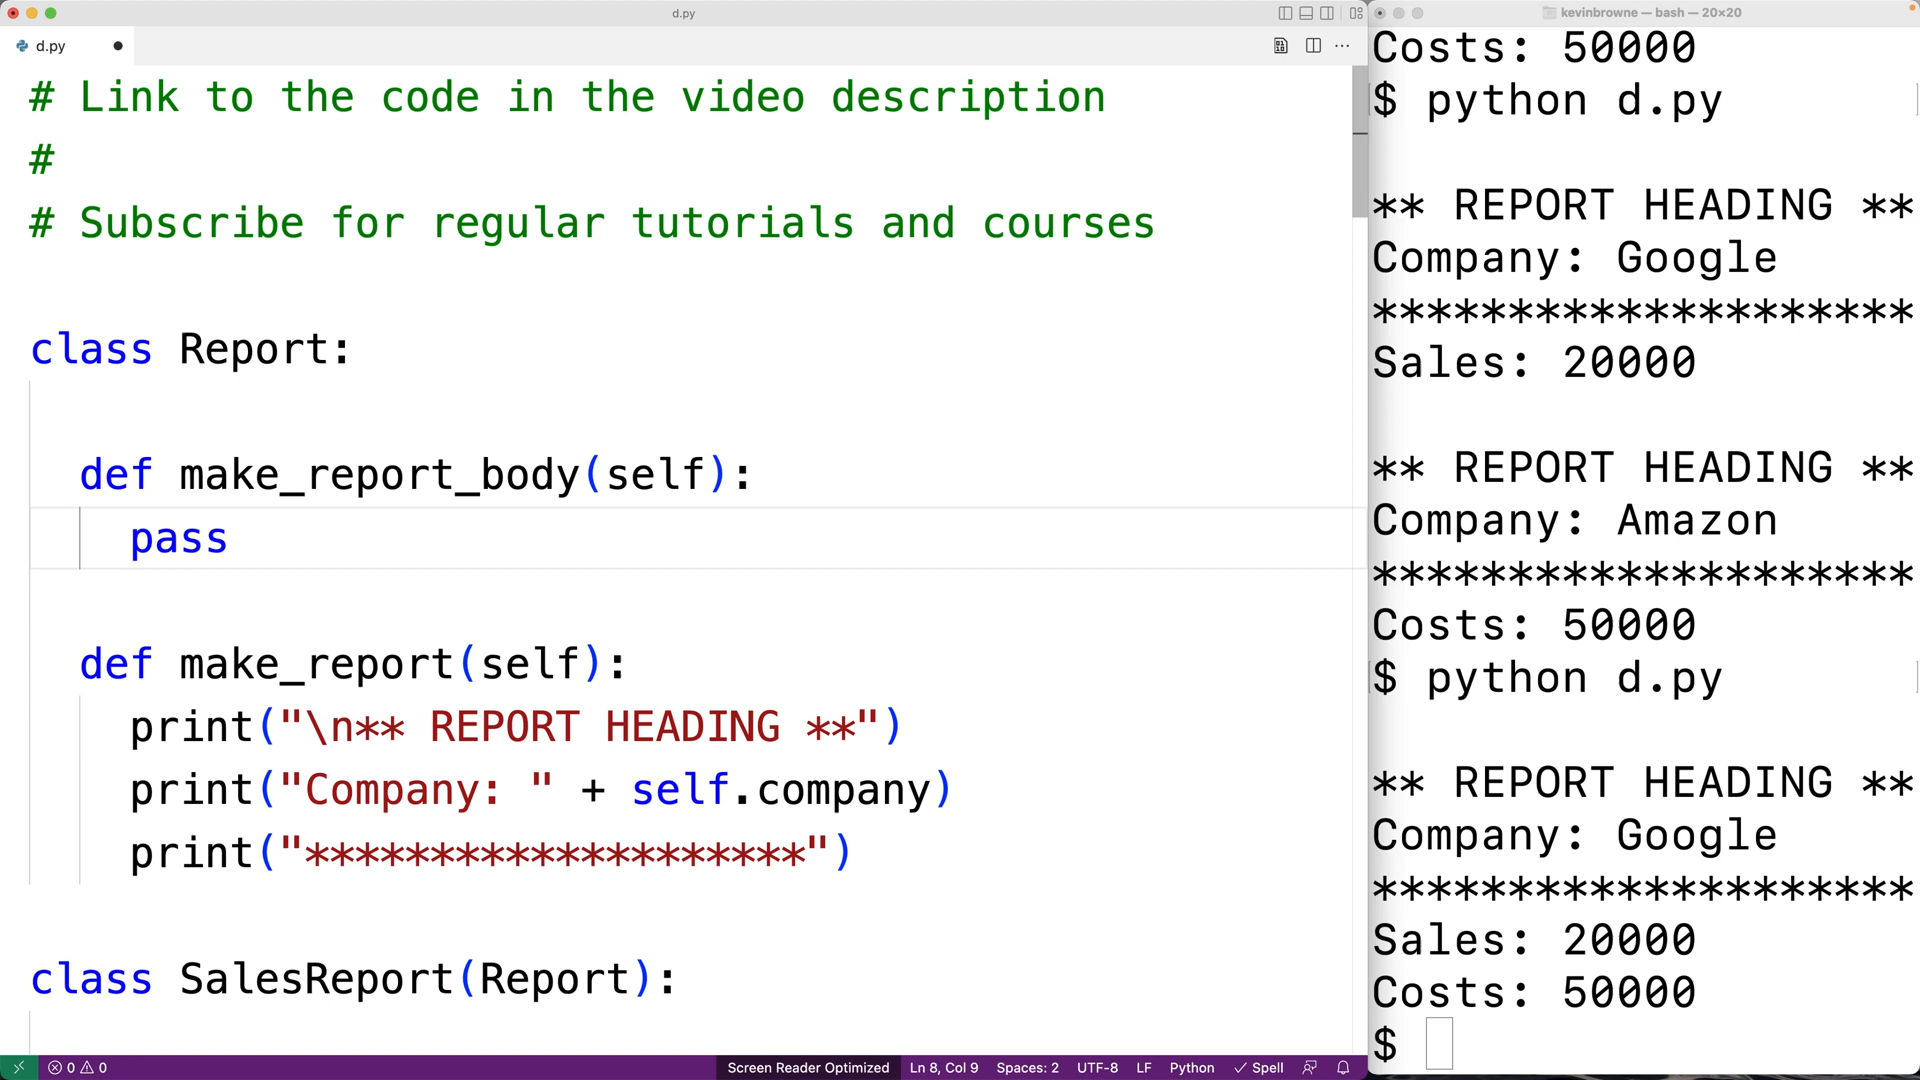 d.py
d.py
# Link to the code in the video description
#
# Subscribe for regular tutorials and courses
class Report:
def make_report_body(self):
pass
def make_report(self):
print("\n** REPORT HEADING **")
print("Company: " + self.company)
print("********************")
class SalesReport(Report):
0 0
Screen Reader Optimized
Ln 8, Col 9
Spaces: 2
UTF-8
LF
Python
Spell
kevinbrowne — bash — 20×20
Costs: 50000
$ python d.py
** REPORT HEADING **
Company: Google
********************
Sales: 20000
** REPORT HEADING **
Company: Amazon
********************
Costs: 50000
$ python d.py
** REPORT HEADING **
Company: Google
********************
Sales: 20000
Costs: 50000
$